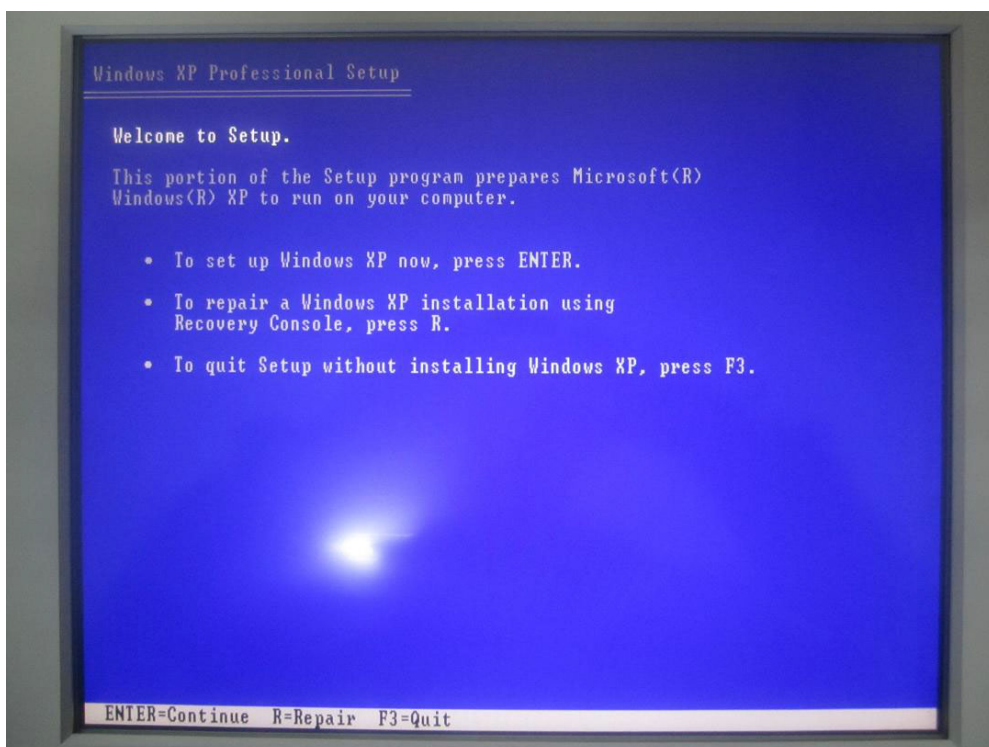 Windows XP Professional Setup
Welcome to Setup.
This portion of the Setup program prepares Microsoft(R)
Windows(R) XP to run on your computer.
• To set up Windows XP now, press ENTER.
• To repair a Windows XP installation using
Recovery Console, press R.
• To quit Setup without installing Windows XP, press F3.
ENTER=Continue R=Repair F3=Quit